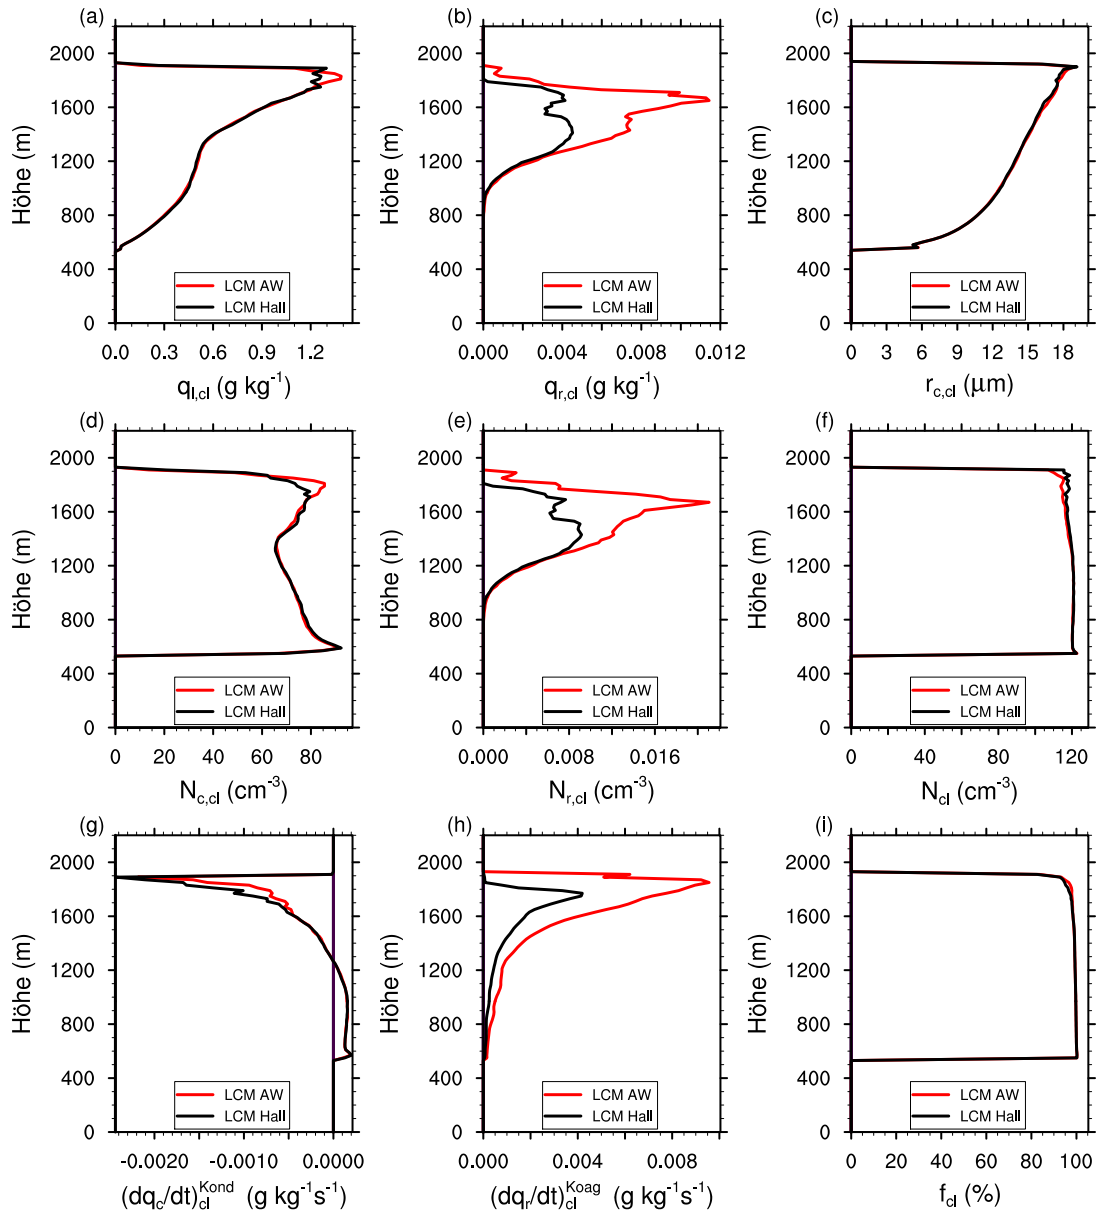 (a) (b) (c)
2000 2000 2000
1600 1600 1600
1200 1200 1200
800 800 800
400 400 400
0 0 0
Höhe (m) Höhe (m) Höhe (m)
LCM AW LCM AW LCM AW
LCM Hall LCM Hall LCM Hall
0.0 0.6 1.2 0.000 0.004 0.008 0.012 0 3 6 9 12 15 18
q_l,cl (g kg⁻¹) q_r,cl (g kg⁻¹) r_c,cl (μm)
(d) (e) (f)
2000 2000 2000
1600 1600 1600
1200 1200 1200
800 800 800
400 400 400
0 0 0
Höhe (m) Höhe (m) Höhe (m)
LCM AW LCM AW LCM AW
LCM Hall LCM Hall LCM Hall
0 20 40 60 80 0.000 0.008 0.016 0 40 80 120
N_c,cl (cm⁻³) N_r,cl (cm⁻³) N_cl (cm⁻³)
(g) (h) (i)
2000 2000 2000
1600 1600 1600
1200 1200 1200
800 800 800
400 400 400
0 0 0
Höhe (m) Höhe (m) Höhe (m)
LCM AW LCM AW LCM AW
LCM Hall LCM Hall LCM Hall
-0.0020 -0.0010 0.0000 0.000 0.004 0.008 0 20 40 60 80 100
(dq_c/dt)_cl^Kond (g kg⁻¹s⁻¹) (dq_r/dt)_cl^Koag (g kg⁻¹s⁻¹) f_cl (%)